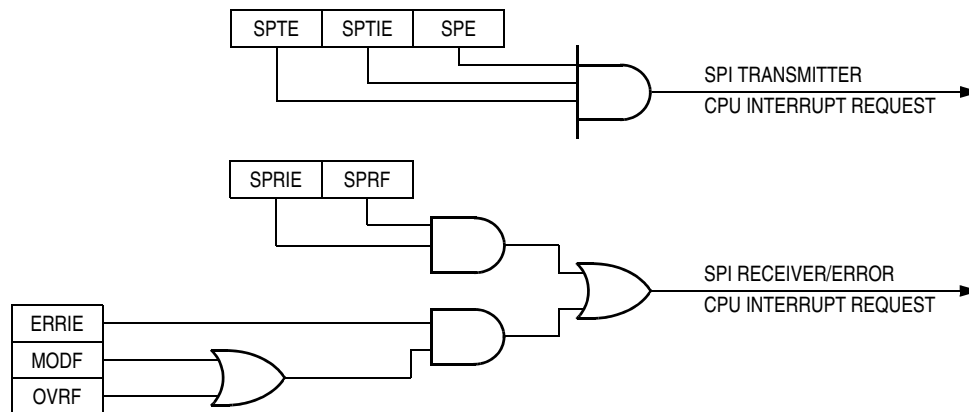 SPTE SPTIE SPE
SPI TRANSMITTER
CPU INTERRUPT REQUEST
SPRIE SPRF
SPI RECEIVER/ERROR
CPU INTERRUPT REQUEST
ERRIE
MODF
OVRF